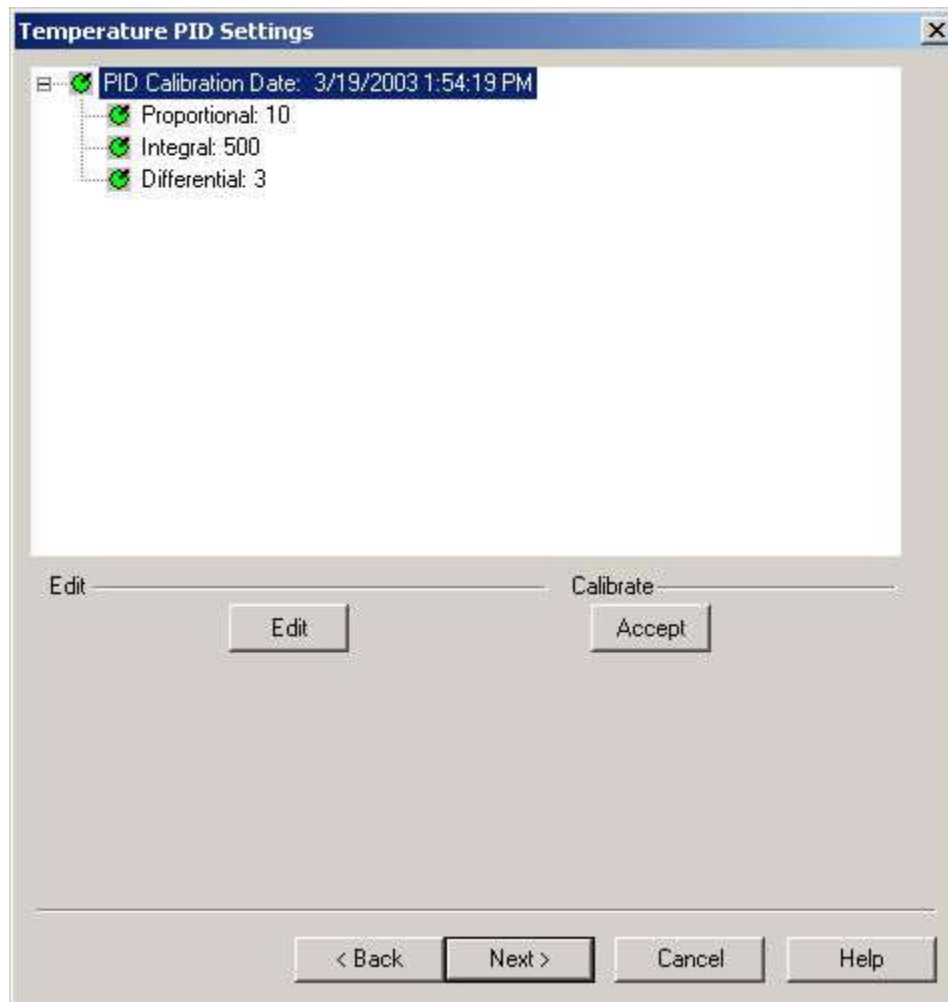 Temperature PID Settings
PID Calibration Date: 3/19/2003 1:54:19 PM
Proportional: 10
Integral: 500
Differential: 3
Edit
Calibrate
Edit
Accept
< Back
Next >
Cancel
Help